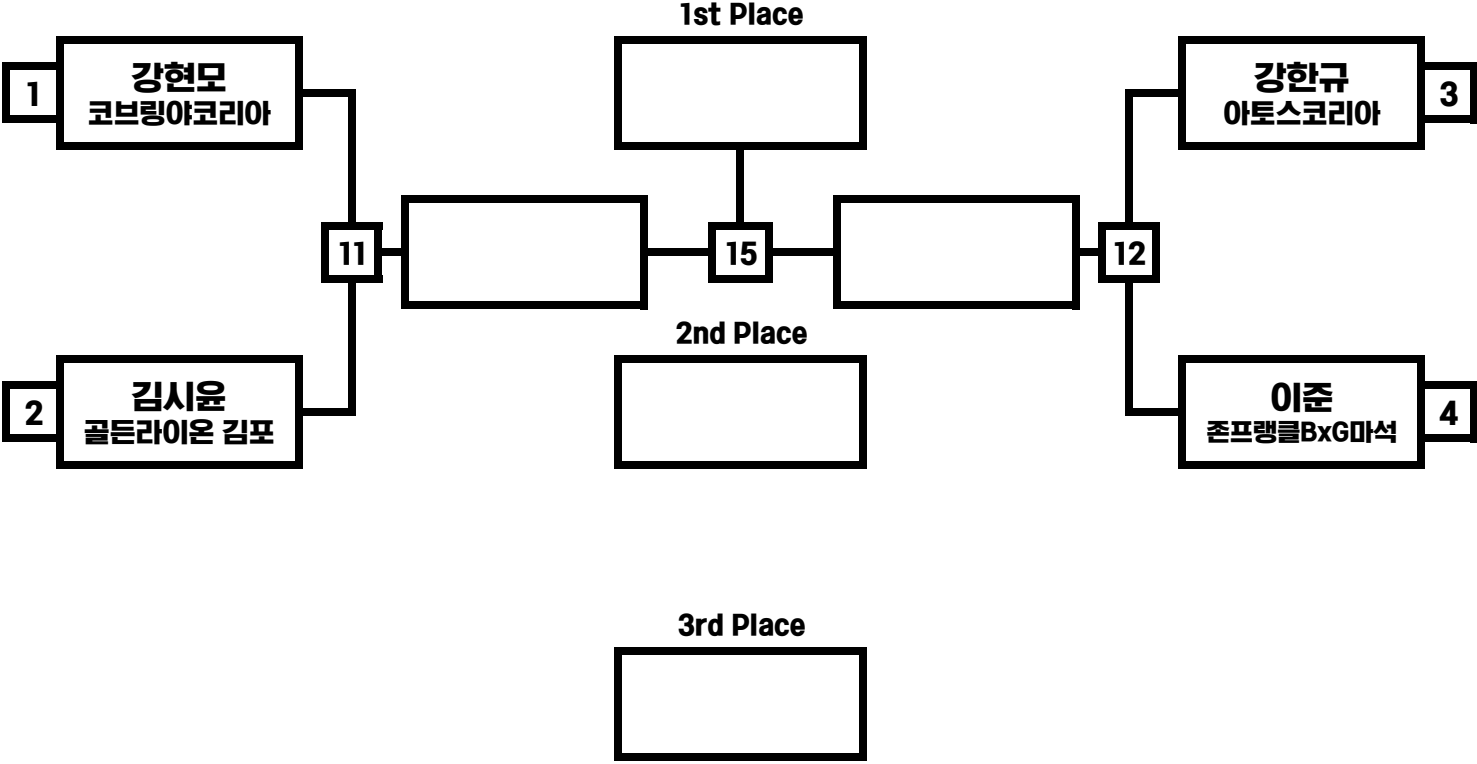 1st Place
1
강현모
코브링야코리아
강한규
아토스코리아
3
11
15
12
2nd Place
2
김시윤
골든라이온 김포
이준
존프랭클BxG마석
4
3rd Place